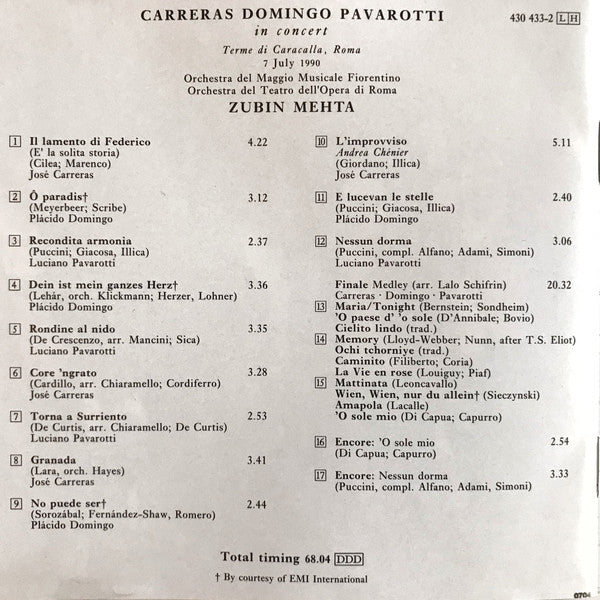 CARRERAS DOMINGO PAVAROTTI
in concert
430 433-2 LH
Terme di Caracalla, Roma
7 July 1990
Orchestra del Maggio Musicale Fiorentino
Orchestra del Teatro dell'Opera di Roma
ZUBIN MEHTA
1 Il lamento di Federico 4.22
(E' la solita storia)
(Cilea; Marenco)
José Carreras
2 Ô paradis† 3.12
(Meyerbeer; Scribe)
Plácido Domingo
3 Recondita armonia 2.37
(Puccini; Giacosa, Illica)
Luciano Pavarotti
4 Dein ist mein ganzes Herz† 3.36
(Lehár, orch. Klickmann; Herzer, Lohner)
Plácido Domingo
5 Rondine al nido 3.35
(De Crescenzo, arr. Mancini; Sica)
Luciano Pavarotti
6 Core 'ngrato 3.28
(Cardillo, arr. Chiaramello; Cordiferro)
José Carreras
7 Torna a Surriento 2.53
(De Curtis, arr. Chiaramello; De Curtis)
Luciano Pavarotti
8 Granada 3.41
(Lara, orch. Hayes)
José Carreras
9 No puede ser† 2.44
(Sorozábal; Fernández-Shaw, Romero)
Plácido Domingo
10 L'improvviso 5.11
Andrea Chénier
(Giordano; Illica)
José Carreras
11 E lucevan le stelle 2.40
(Puccini; Giacosa, Illica)
Plácido Domingo
12 Nessun dorma 3.06
(Puccini, compl. Alfano; Adami, Simoni)
Luciano Pavarotti
Finale Medley (arr. Lalo Schifrin) 20.32
Carreras · Domingo · Pavarotti
13 Maria/Tonight (Bernstein; Sondheim)
'O paese d' 'o sole (D'Annibale; Bovio)
Cielito lindo (trad.)
14 Memory (Lloyd-Webber; Nunn, after T.S. Eliot)
Ochi tchorniye (trad.)
Caminito (Filiberto; Coria)
La Vie en rose (Louiguy; Piaf)
15 Mattinata (Leoncavallo)
Wien, Wien, nur du allein† (Sieczynski)
Amapola (Lacalle)
'O sole mio (Di Capua; Capurro)
16 Encore: 'O sole mio 2.54
(Di Capua; Capurro)
17 Encore: Nessun dorma 3.33
(Puccini, compl. Alfano; Adami, Simoni)
Total timing 68.04 DDD
† By courtesy of EMI International
0704